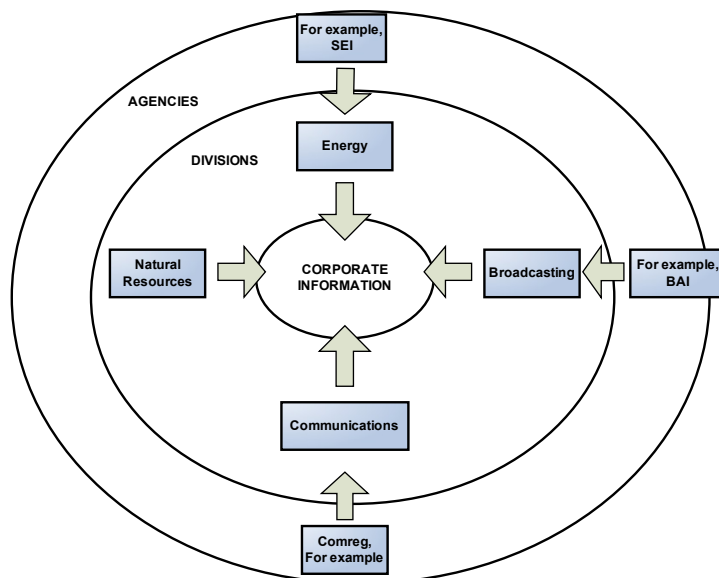 For example,
SEI
AGENCIES
Energy
DIVISIONS
Natural
Resources
CORPORATE
INFORMATION
Broadcasting
For example,
BAI
Communications
Comreg,
For example